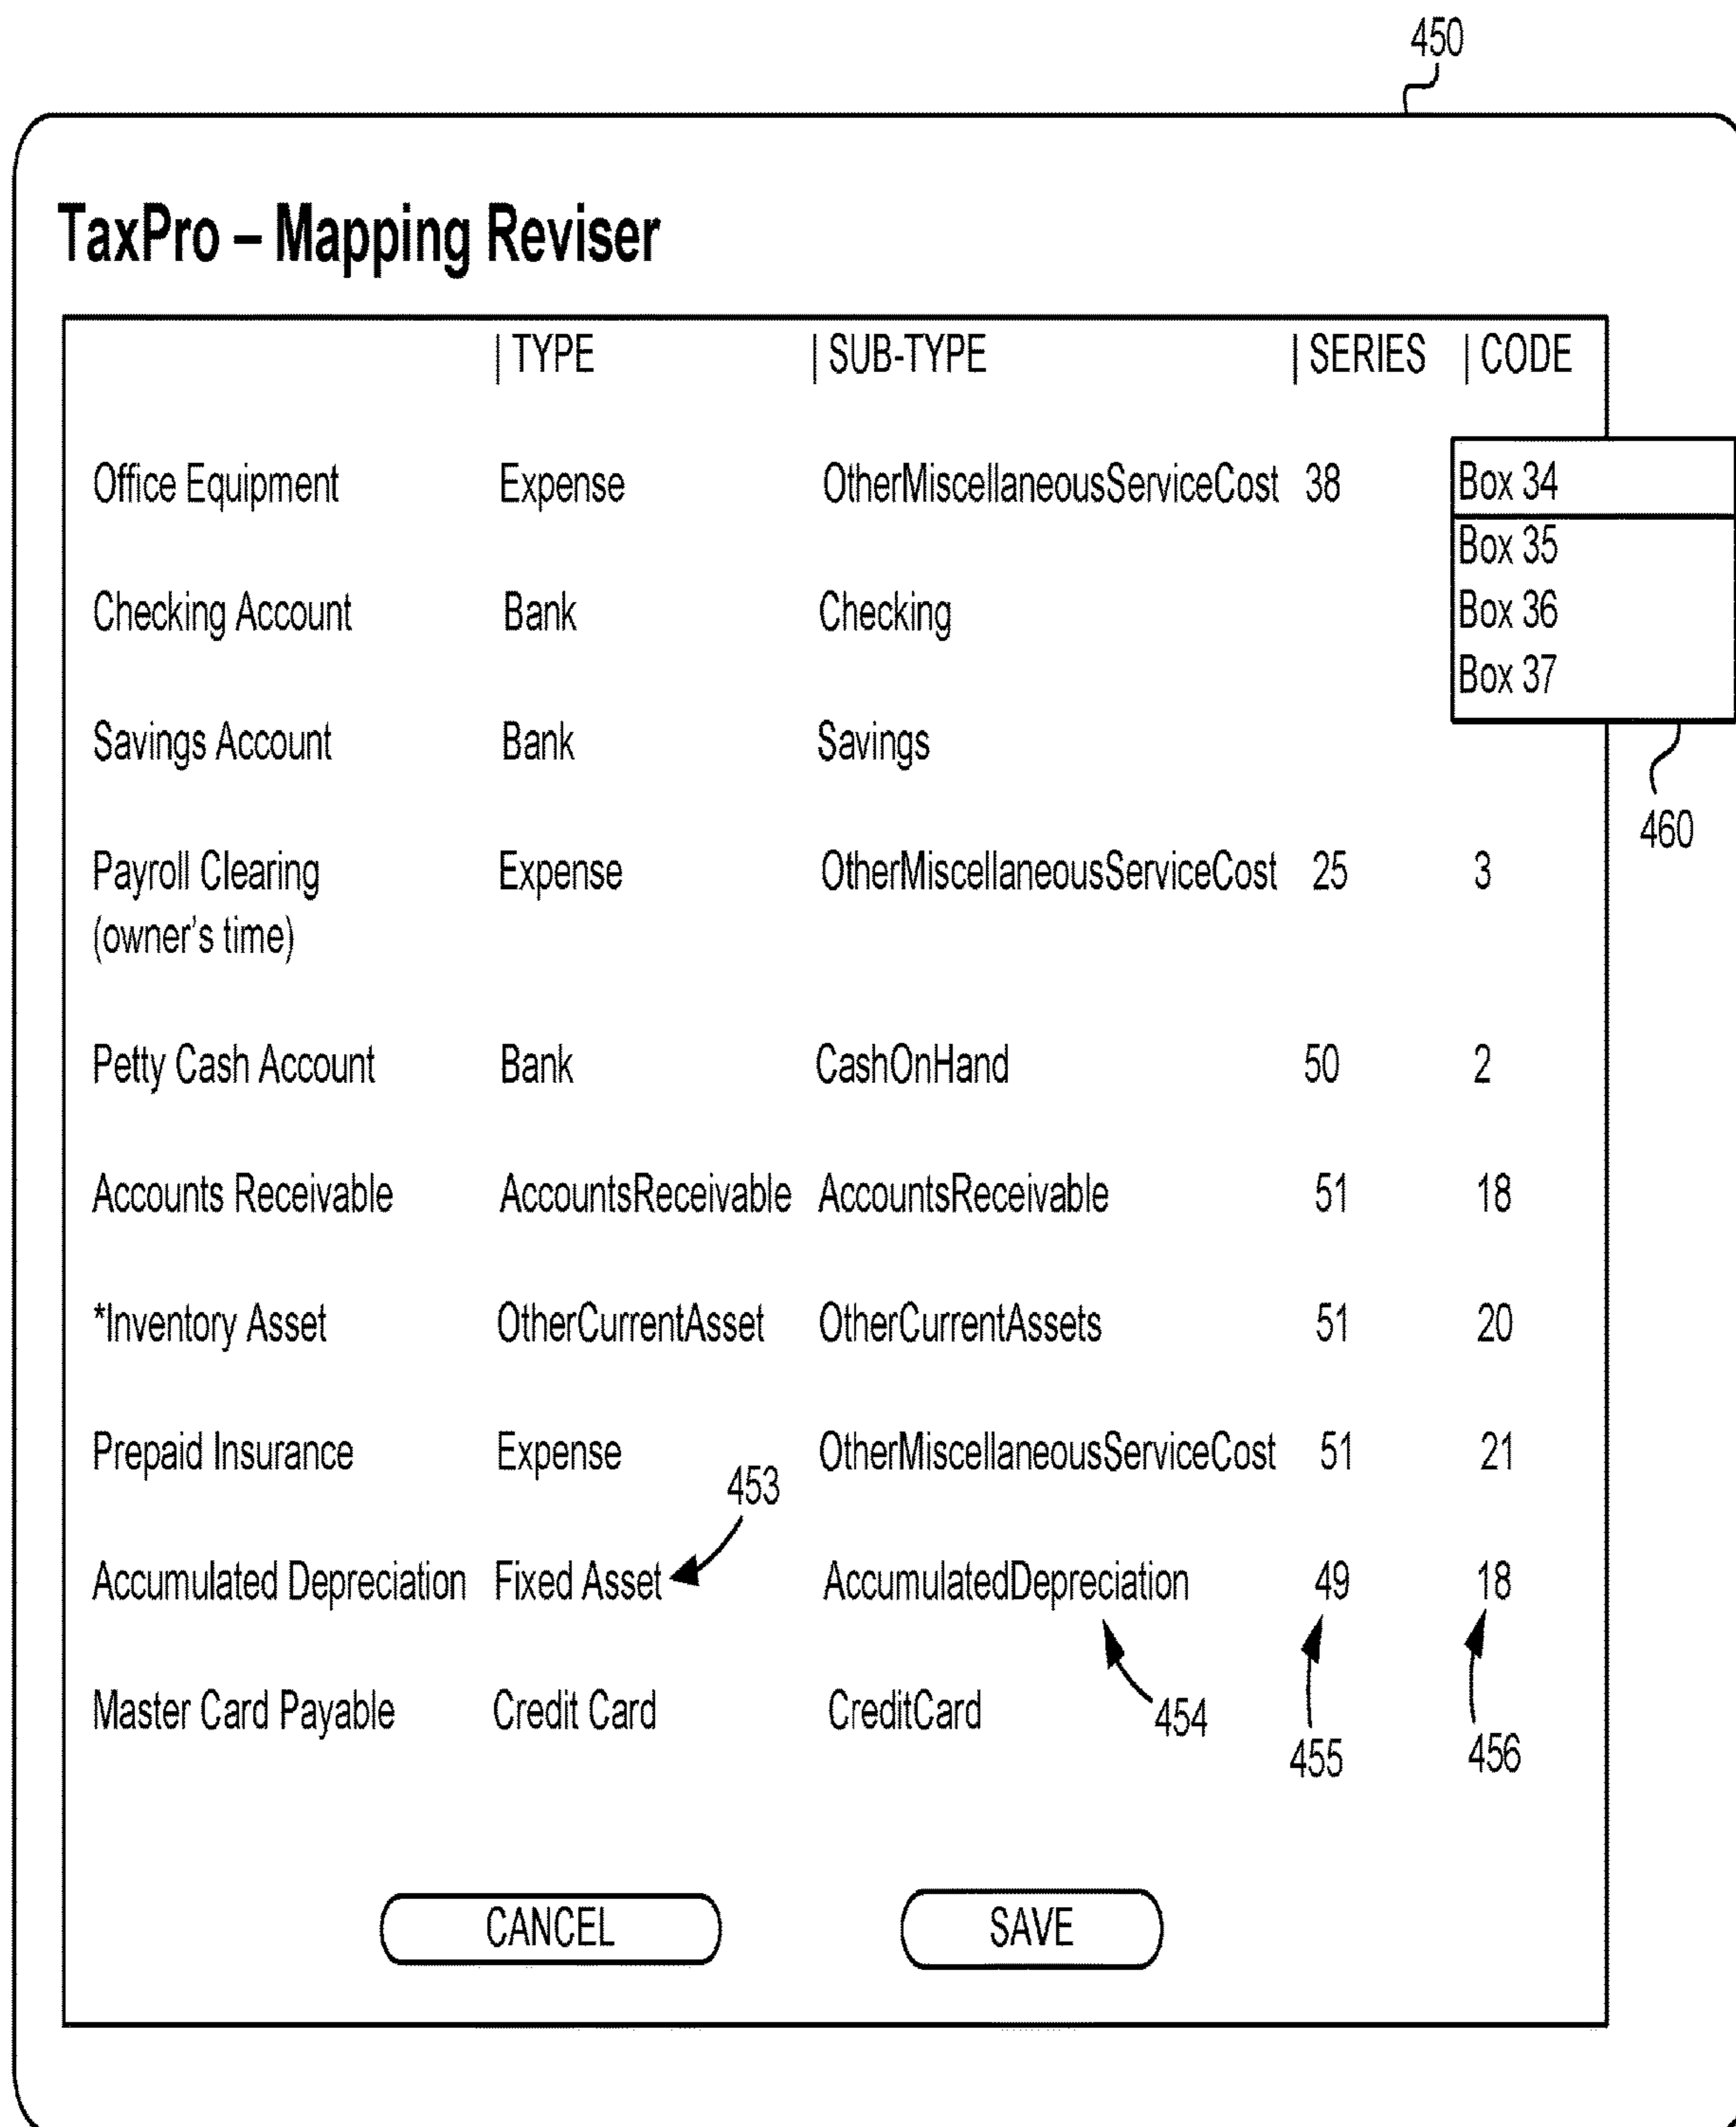 450
TaxPro – Mapping Reviser
| TYPE | SUB-TYPE | SERIES | CODE
Office Equipment Expense OtherMiscellaneousServiceCost 38 Box 34
Box 35
Checking Account Bank Checking Box 36
Box 37
Savings Account Bank Savings
460
Payroll Clearing Expense OtherMiscellaneousServiceCost 25 3
(owner's time)
Petty Cash Account Bank CashOnHand 50 2
Accounts Receivable AccountsReceivable AccountsReceivable 51 18
*Inventory Asset OtherCurrentAsset OtherCurrentAssets 51 20
Prepaid Insurance Expense OtherMiscellaneousServiceCost 51 21
453
Accumulated Depreciation Fixed Asset AccumulatedDepreciation 49 18
Master Card Payable Credit Card CreditCard 454
455 456
CANCEL SAVE